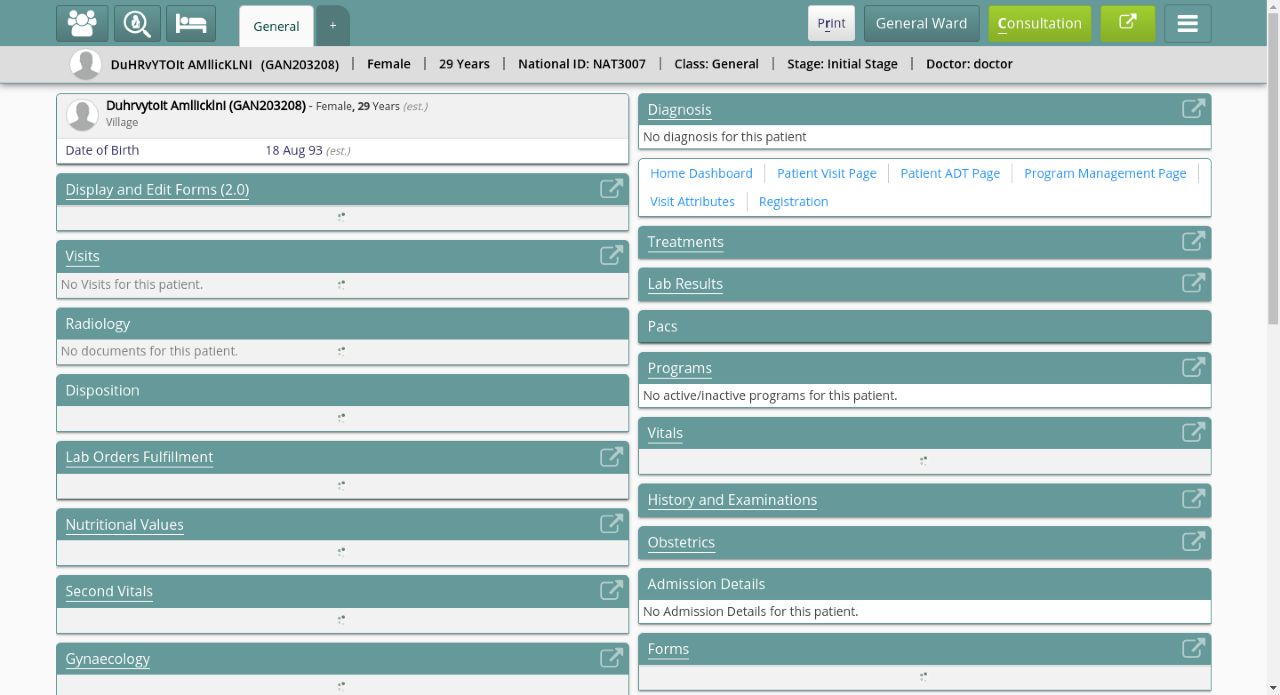 General
+
Print
General Ward
Consultation
DuHRvYTOIt AMIlicKLNI (GAN203208) | Female | 29 Years | National ID: NAT3007 | Class: General | Stage: Initial Stage | Doctor: doctor
Duhrvytoit Amlickini (GAN203208) - Female, 29 Years (est.)
Village
Date of Birth 18 Aug 93 (est.)
Display and Edit Forms (2.0)
Visits
No Visits for this patient.
Radiology
No documents for this patient.
Disposition
Lab Orders Fulfillment
Nutritional Values
Second Vitals
Gynaecology
Diagnosis
No diagnosis for this patient
Home Dashboard | Patient Visit Page | Patient ADT Page | Program Management Page |
Visit Attributes | Registration
Treatments
Lab Results
Pacs
Programs
No active/inactive programs for this patient.
Vitals
History and Examinations
Obstetrics
Admission Details
No Admission Details for this patient.
Forms